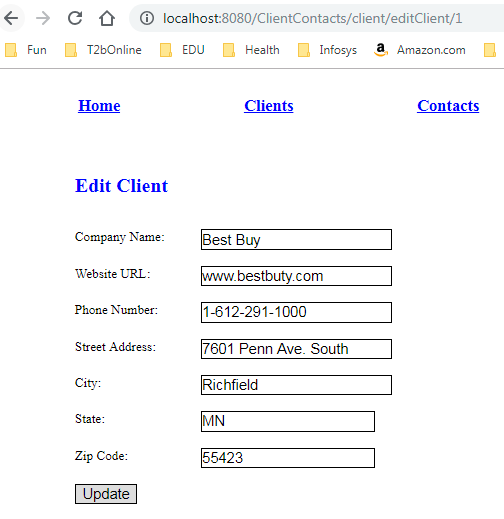 localhost:8080/ClientContacts/client/editClient/1
Fun T2bOnline EDU Health Infosys Amazon.com
Home Clients Contacts
Edit Client
Company Name: Best Buy
Website URL: www.bestbuty.com
Phone Number: 1-612-291-1000
Street Address: 7601 Penn Ave. South
City: Richfield
State: MN
Zip Code: 55423
Update